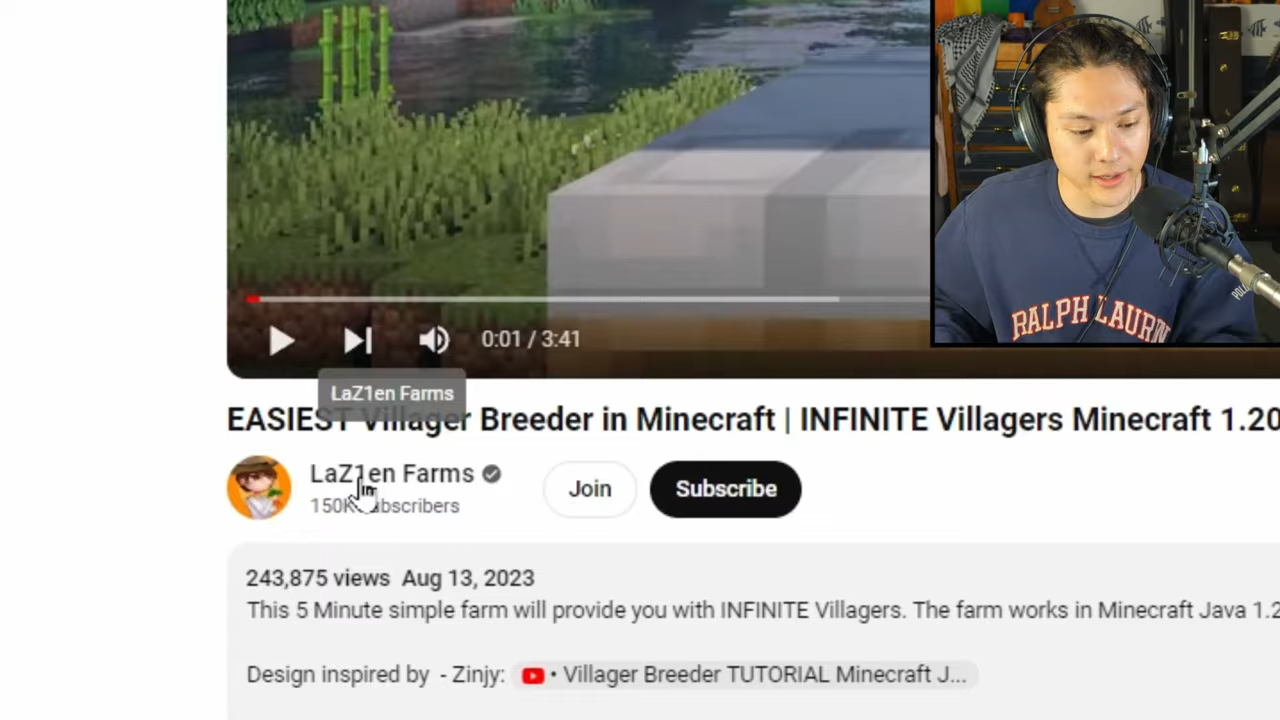 RALPH LAUREN
0:01 / 3:41
LaZ1en Farms
EASIEST Villager Breeder in Minecraft | INFINITE Villagers Minecraft 1.20
LaZ1en Farms
150K subscribers
Join
Subscribe
243,875 views Aug 13, 2023
This 5 Minute simple farm will provide you with INFINITE Villagers. The farm works in Minecraft Java 1.2
Design inspired by - Zinjy: • Villager Breeder TUTORIAL Minecraft J...